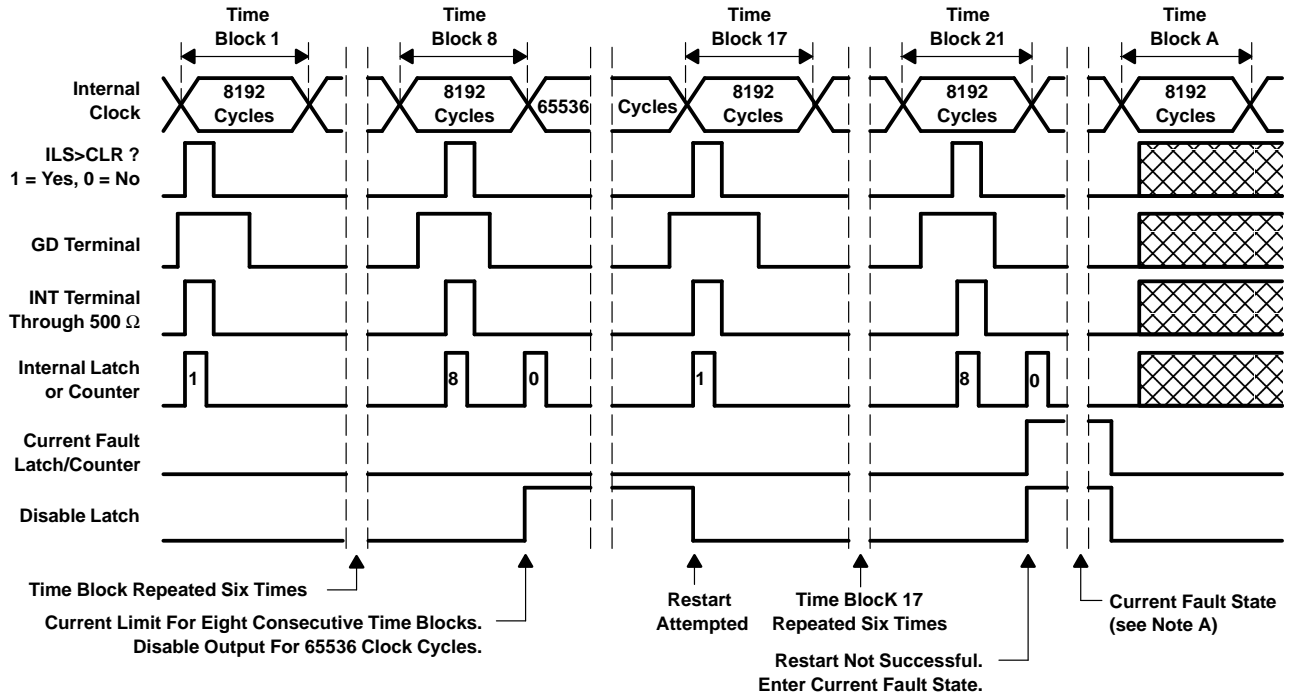 Time
Block 1
Time
Block 8
Time
Block 17
Time
Block 21
Time
Block A
Internal
Clock
8192
Cycles
8192
Cycles
65536
Cycles
8192
Cycles
8192
Cycles
8192
Cycles
ILS>CLR ?
1 = Yes, 0 = No
GD Terminal
INT Terminal
Through 500 Ω
Internal Latch
or Counter
1
8
0
1
8
0
Current Fault
Latch/Counter
Disable Latch
Time Block Repeated Six Times
Current Limit For Eight Consecutive Time Blocks.
Disable Output For 65536 Clock Cycles.
Restart
Attempted
Time BlocK 17
Repeated Six Times
Restart Not Successful.
Enter Current Fault State.
Current Fault State
(see Note A)